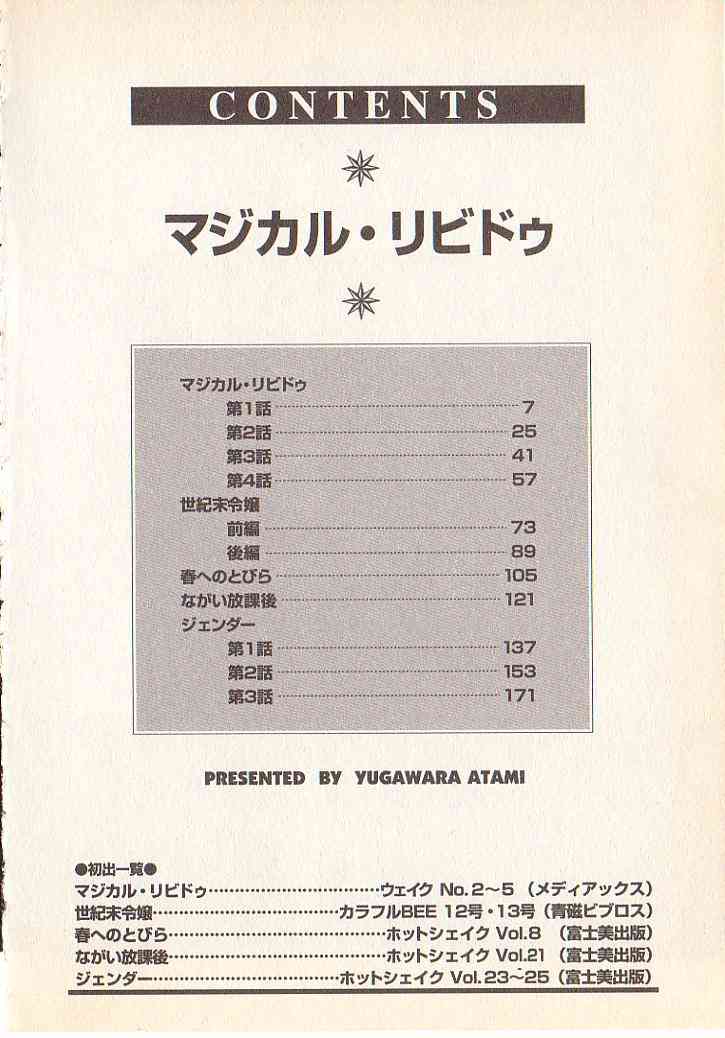 CONTENTS
マジカル・リビドゥ
マジカル・リビドゥ
第1話 7
第2話 25
第3話 41
第4話 57
世紀末令嬢
前編 73
後編 89
春へのとびら 105
ながい放課後 121
ジェンダー
第1話 137
第2話 153
第3話 171
PRESENTED BY YUGAWARA ATAMI
●初出一覧●
マジカル・リビドゥ…………ウェイク No.2～5（メディアックス）
世紀末令嬢…………カラフルBEE 12号・13号（青磁ビブロス）
春へのとびら…………ホットシェイク Vol.8 （富士美出版）
ながい放課後…………ホットシェイク Vol.21 （富士美出版）
ジェンダー…………ホットシェイク Vol.23～25（富士美出版）